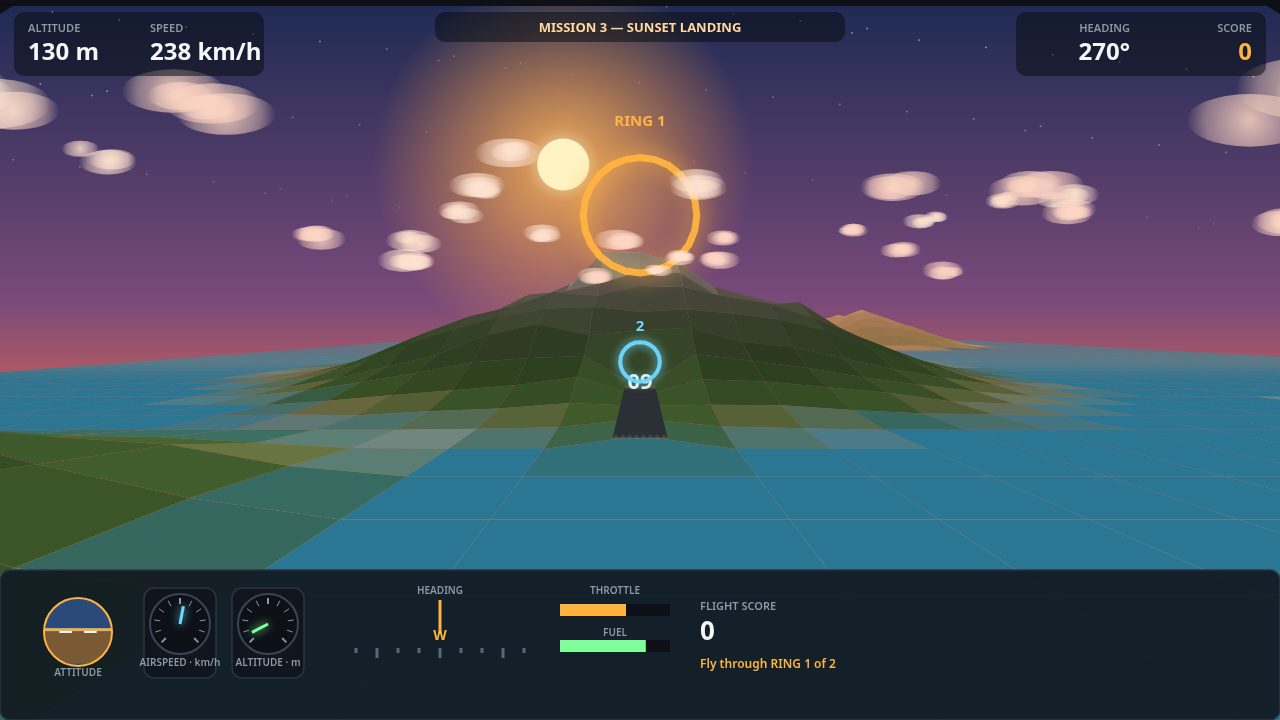 ALTITUDE
130 m
SPEED
238 km/h
MISSION 3 — SUNSET LANDING
HEADING
270°
SCORE
0
RING 1
2
09
ATTITUDE
AIRSPEED · km/h
ALTITUDE · m
HEADING
W
THROTTLE
FUEL
FLIGHT SCORE
0
Fly through RING 1 of 2